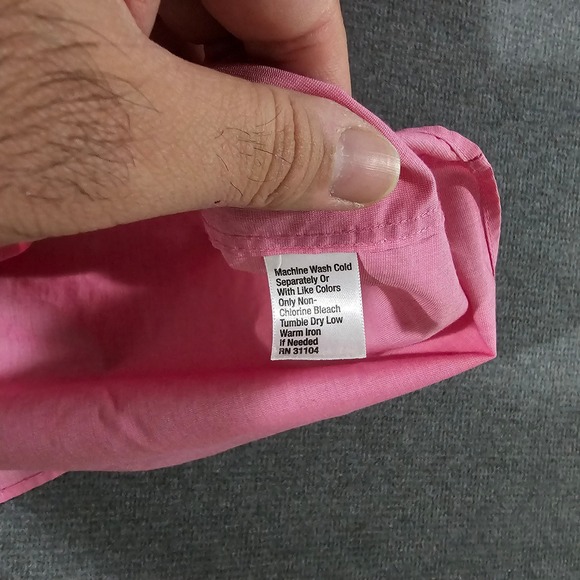 Machine Wash Cold
Separately Or
With Like Colors
Only Non-
Chlorine Bleach
Tumble Dry Low
Warm Iron
If Needed
RN 31104